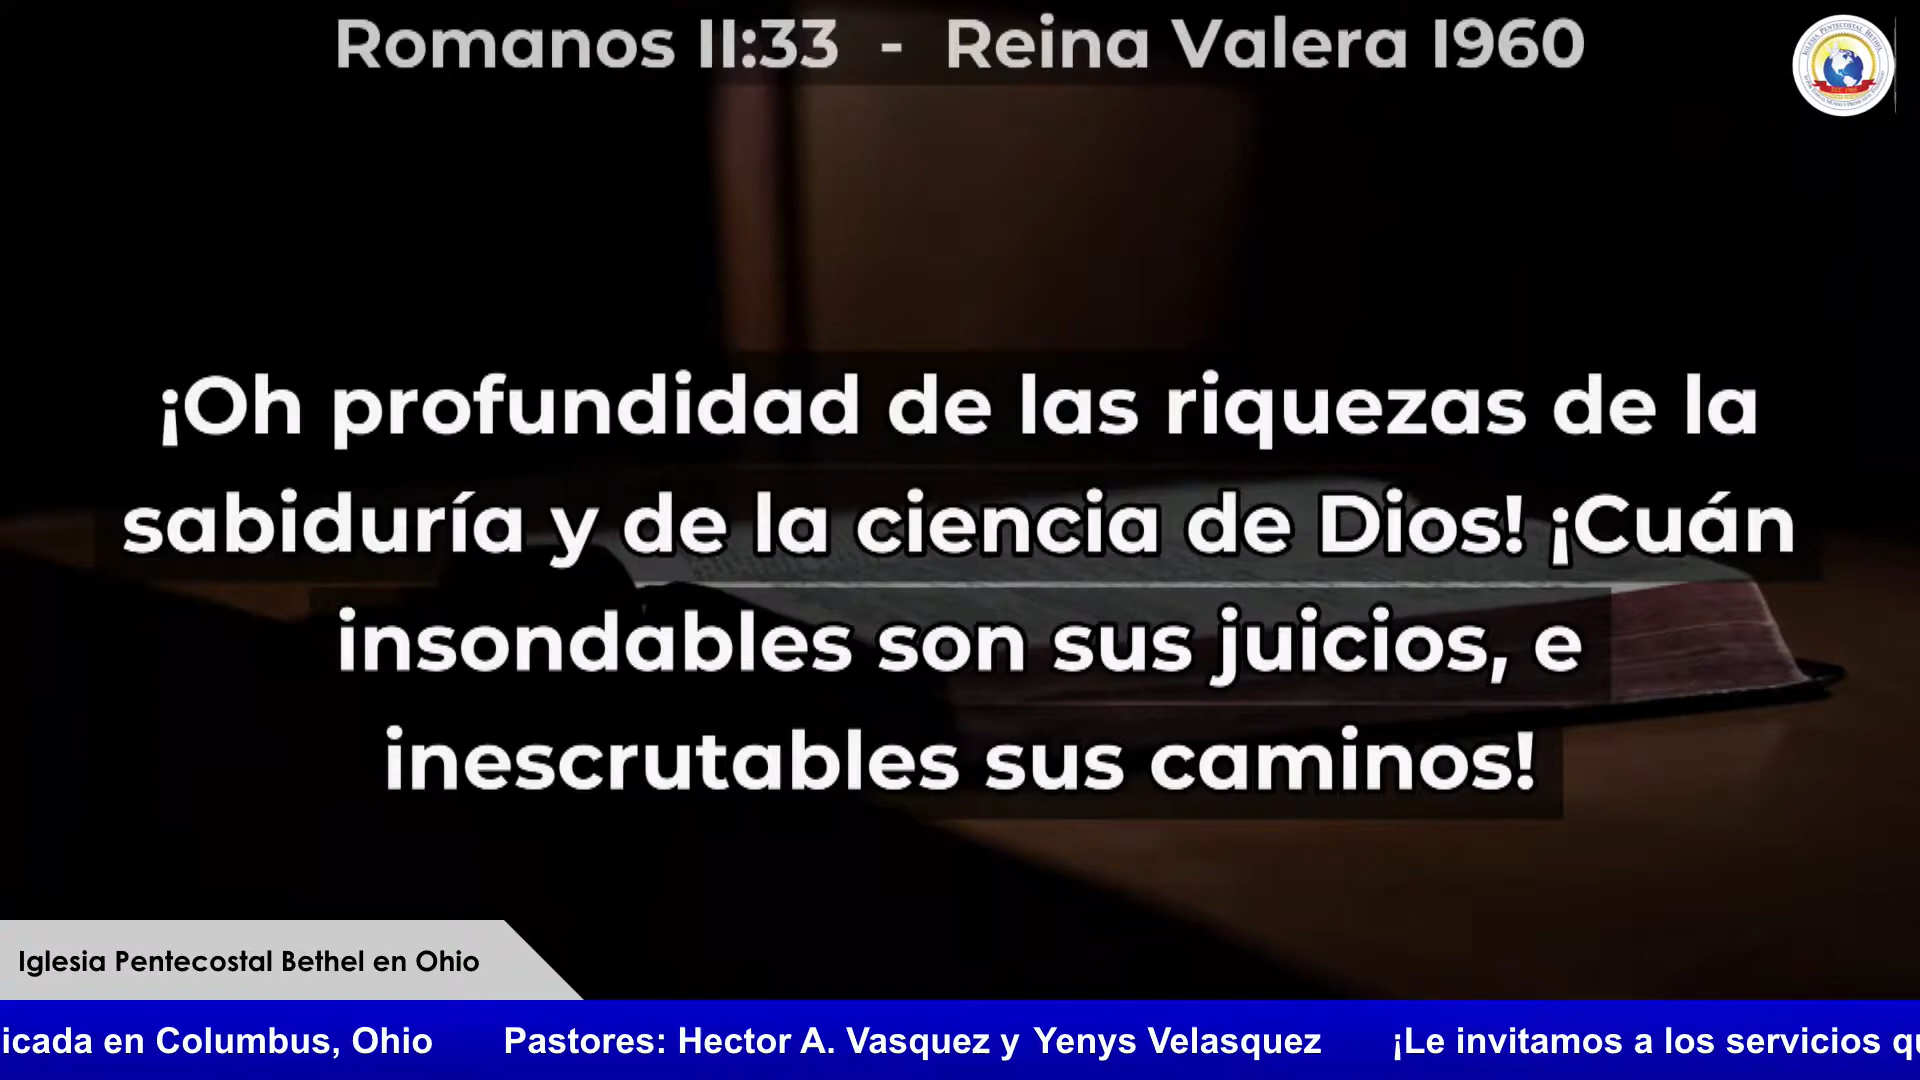 Romanos 11:33 - Reina Valera 1960
¡Oh profundidad de las riquezas de la
sabiduría y de la ciencia de Dios! ¡Cuán
insondables son sus juicios, e
inescrutables sus caminos!
Iglesia Pentecostal Bethel en Ohio
icada en Columbus, Ohio Pastores: Hector A. Vasquez y Yenys Velasquez ¡Le invitamos a los servicios qu